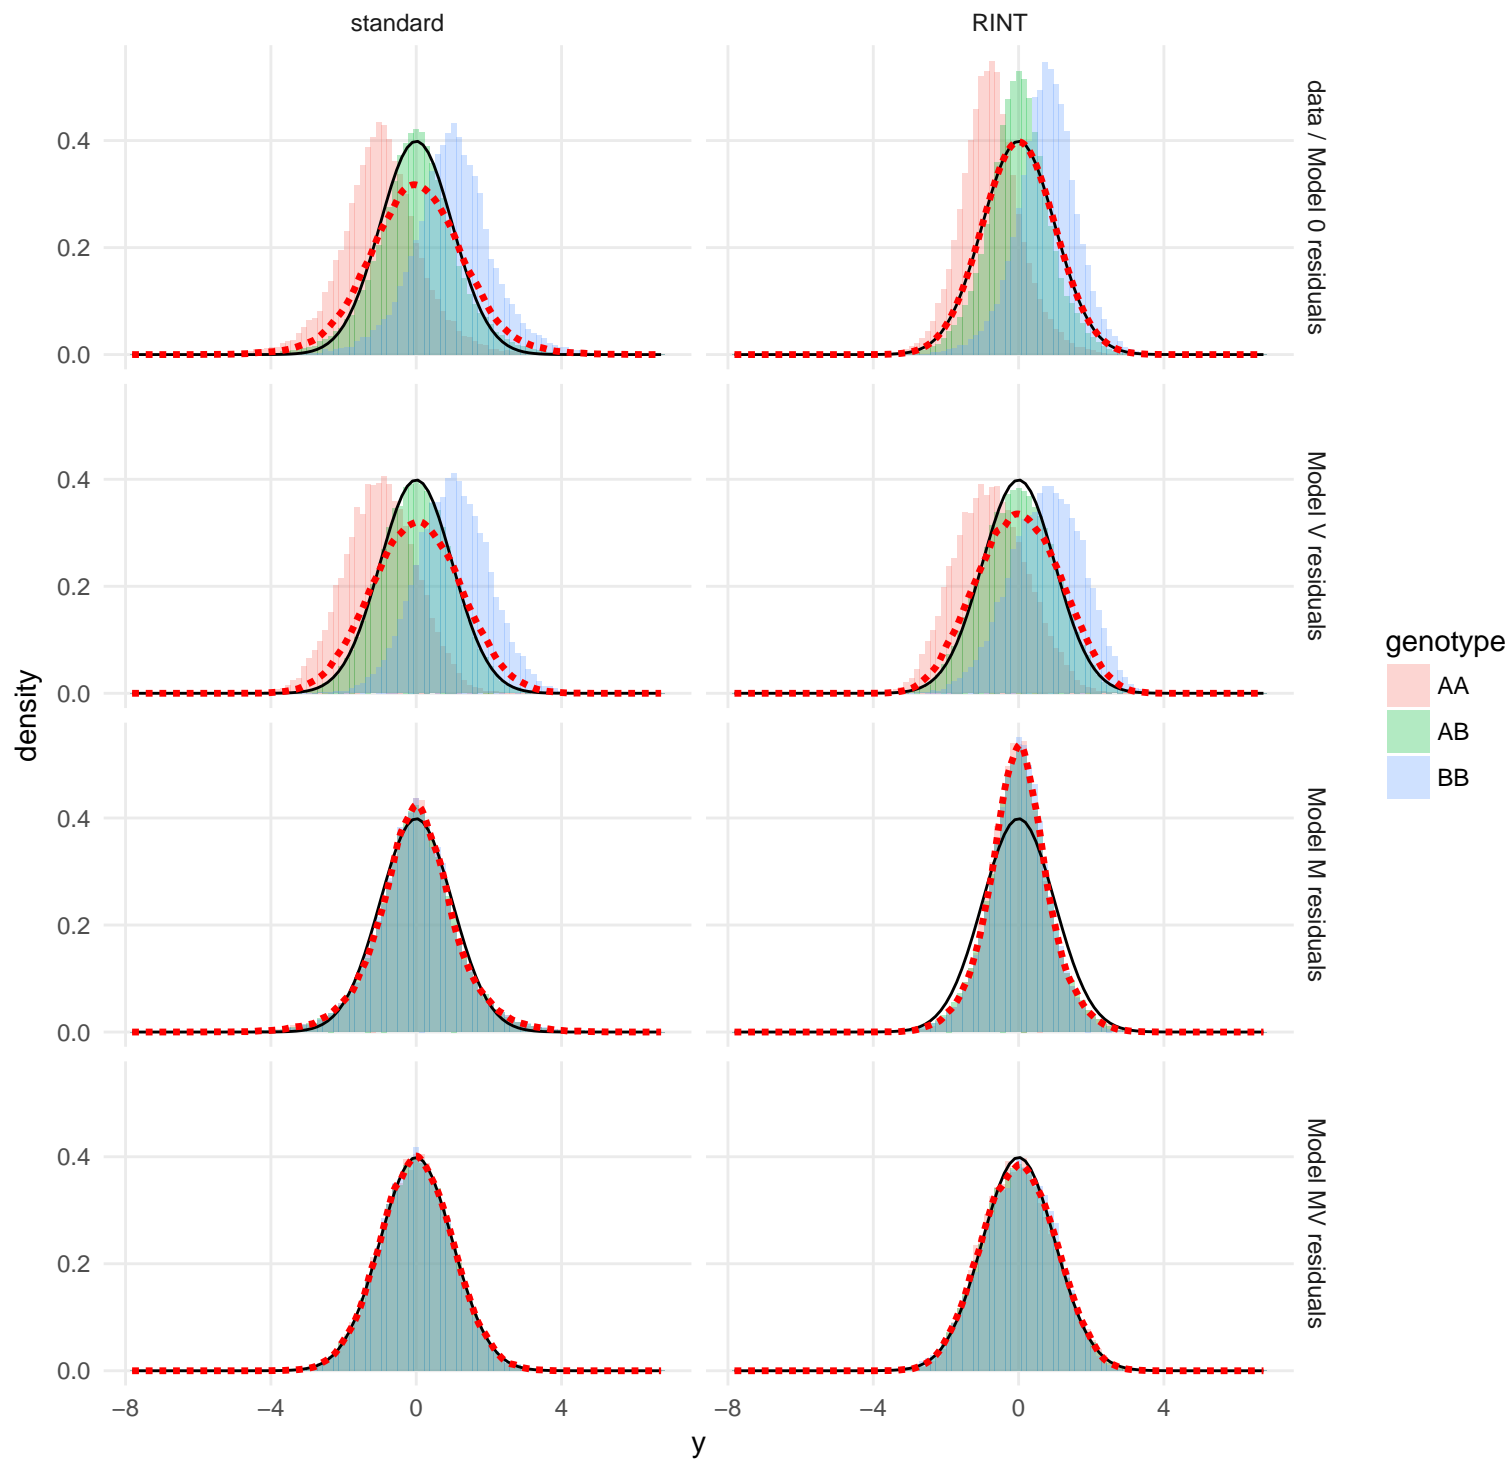 standard
RINT
0.4
0.2
0.0
data / Model 0 residuals
0.4
0.2
0.0
Model V residuals
0.4
0.2
0.0
Model M residuals
0.4
0.2
0.0
Model MV residuals
density
−8
−4
0
4
−8
−4
0
4
y
genotype
AA
AB
BB